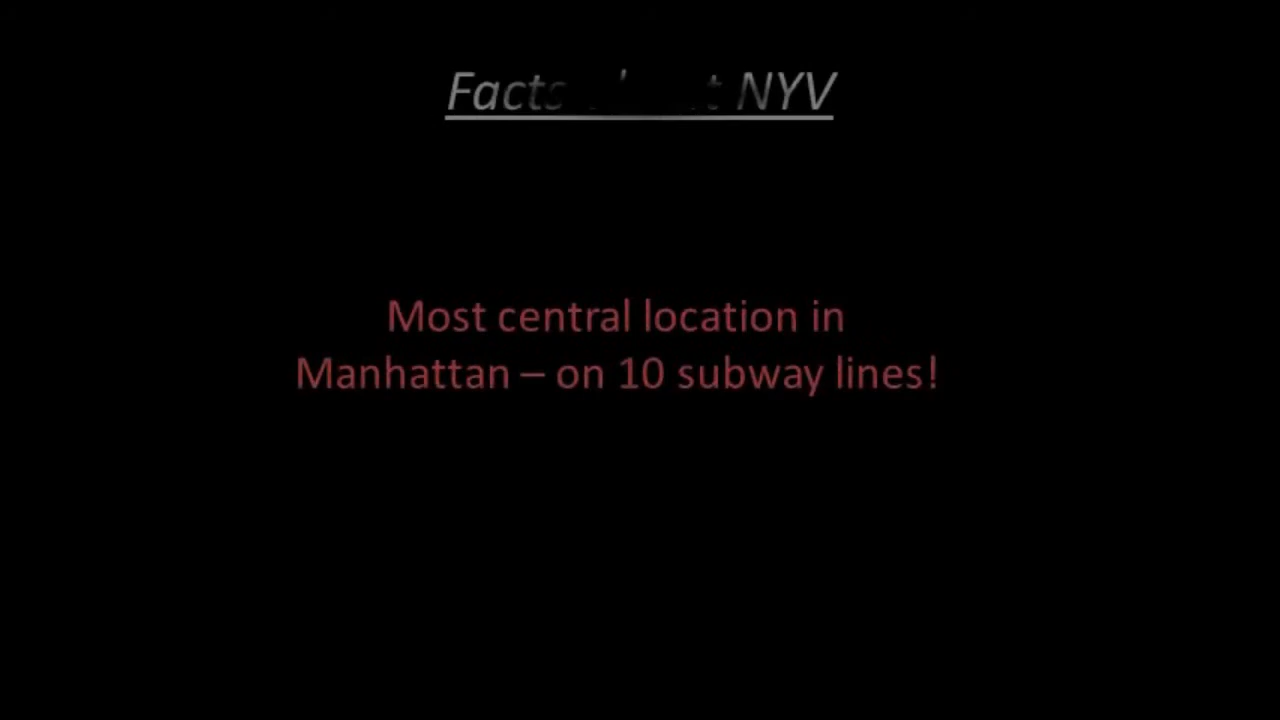 Facts NYV
Most central location in
Manhattan – on 10 subway lines!